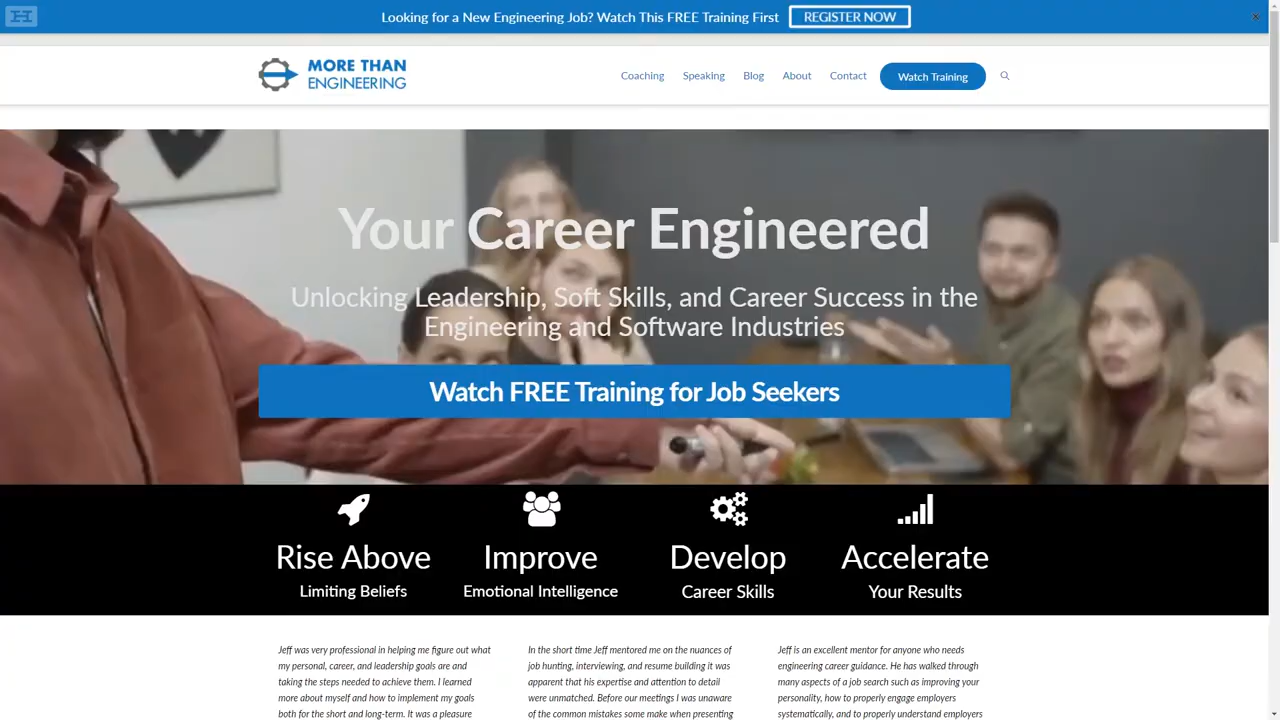 Looking for a New Engineering Job? Watch This FREE Training First REGISTER NOW
MORE THAN
ENGINEERING
Coaching Speaking Blog About Contact Watch Training
Your Career Engineered
Unlocking Leadership, Soft Skills, and Career Success in the
Engineering and Software Industries
Watch FREE Training for Job Seekers
Rise Above Improve Develop Accelerate
Limiting Beliefs Emotional Intelligence Career Skills Your Results
Jeff was very professional in helping me figure out what
my personal, career, and leadership goals are and
taking the steps needed to achieve them. I learned
more about myself and how to implement my goals
both for the short and long-term. It was a pleasure
In the short time Jeff mentored me on the nuances of
job hunting, interviewing, and resume building it was
apparent that his expertise and attention to detail
were unmatched. Before our meetings I was unaware
of the common mistakes some make when presenting
Jeff is an excellent mentor for anyone who needs
engineering career guidance. He has walked through
many aspects of a job search such as improving your
personality, how to properly engage employers
systematically, and to properly understand employers